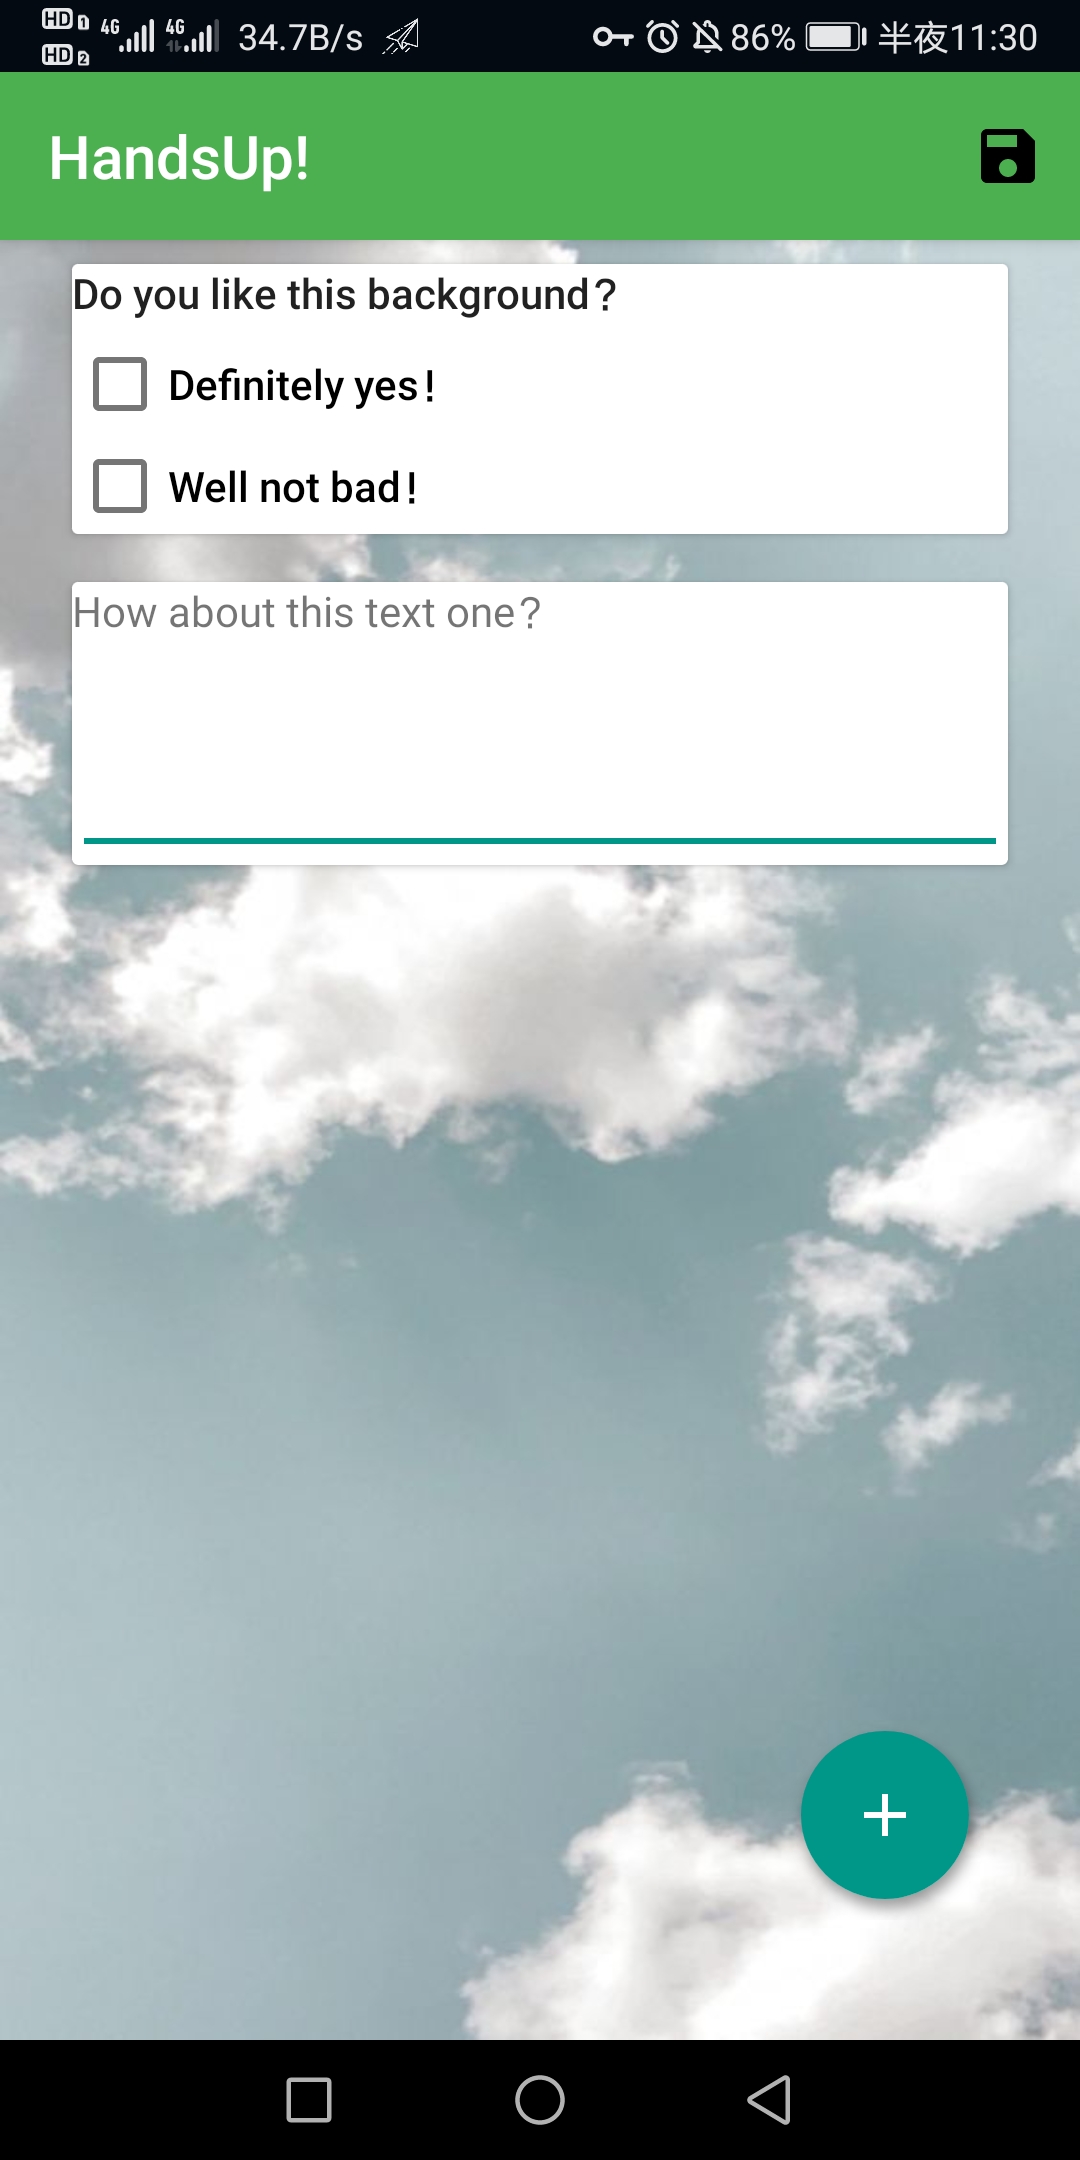 HD 1 4G 4G 34.7B/s 86% 半夜11:30
HD 2
HandsUp!
Do you like this background？
Definitely yes！
Well not bad！
How about this text one？